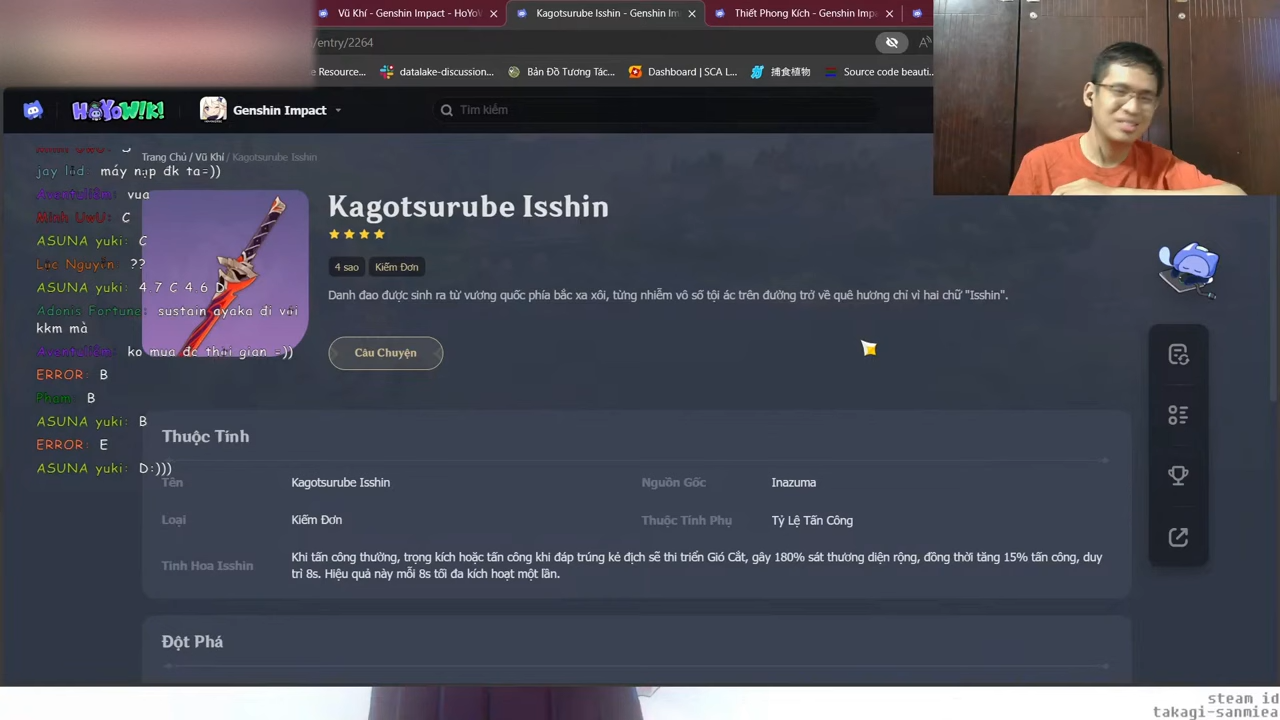 Vũ Khí - Genshin Impact - HoYoV
Kagotsurube Isshin - Genshin Im
Thiết Phong Kích - Genshin Impa
/entry/2264
Resource...
datalake-discussion...
Bản Đồ Tương Tác...
Dashboard | SCA L...
捕食植物
Source code beauti...
HoYoWiKi
Genshin Impact
Tìm kiếm
Trang Chủ / Vũ Khí / Kagotsurube Isshin
jay lỏd: máy nạp đk ta=))
Aventuliêm: vua
Minh UwU: C
ASUNA yuki: C
Lộc Nguyễn: ??
ASUNA yuki: 4 7 C 4 6 D
Adonis Fortune: sustain ayaka đi với
kkm mà
Aventuliêm: ko mua đc thời gian =))
ERROR: B
Pham: B
ASUNA yuki: B
ERROR: E
ASUNA yuki: D:)))
Kagotsurube Isshin
4 sao
Kiếm Đơn
Danh đao được sinh ra từ vương quốc phía bắc xa xôi, từng nhiễm vô số tội ác trên đường trở về quê hương chỉ vì hai chữ "Isshin".
Câu Chuyện
Thuộc Tính
Tên Kagotsurube Isshin Nguồn Gốc Inazuma
Loại Kiếm Đơn Thuộc Tính Phụ Tỷ Lệ Tấn Công
Tinh Hoa Isshin
Khi tấn công thường, trọng kích hoặc tấn công khi đáp trúng kẻ địch sẽ thi triển Gió Cắt, gây 180% sát thương diện rộng, đồng thời tăng 15% tấn công, duy
trì 8s. Hiệu quả này mỗi 8s tối đa kích hoạt một lần.
Đột Phá
steam id
takagi-sanmiea